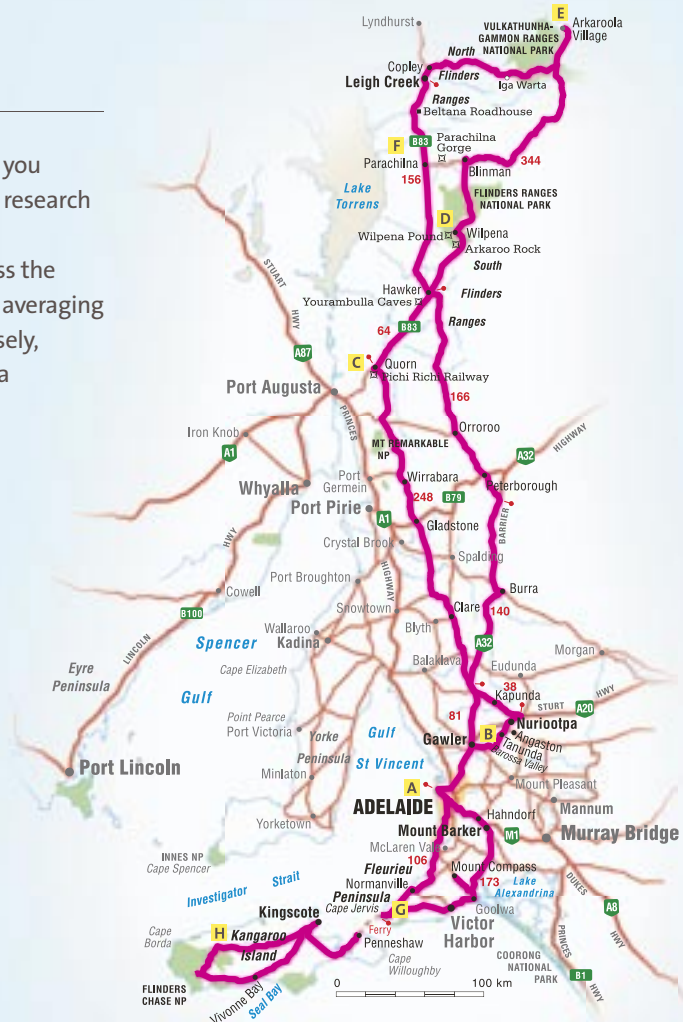 you
research
ss the
averaging
sely,
a
E
Lyndhurst
VULKATHUNHA-
GAMMON RANGES
NATIONAL PARK
Arkaroola
Village
North
Flinders
Ranges
Copley
Leigh Creek
Iga Warta
Beltana Roadhouse
F
B83
Parachilna
Gorge
Parachilna
156
Blinman
344
Lake
Torrens
FLINDERS RANGES
NATIONAL PARK
D
Wilpena
Wilpena Pound
Arkaroo Rock
South
Flinders
Ranges
Hawker
Yourambulla Caves
STUART
HWY
64
B83
A87
C
Quorn
Pichi Richi Railway
Port Augusta
166
PRINCES
HIGHWAY
Iron Knob
A1
MT REMARKABLE
NP
Orroroo
HIGHWAY
A32
Whyalla
Port
Germein
Wirrabara
Peterborough
Port Pirie
248
B79
BARRIER
A1
Gladstone
HWY
Crystal Brook
Spalding
Port Broughton
Burra
Cowell
B100
Snowtown
Clare
140
LINCOLN
Wallaroo
Kadina
Blyth
A32
Spencer
Gulf
Morgan
Eyre
Peninsula
Cape Elizabeth
Balaklava
Eudunda
38
Kapunda
STURT
HWY
A20
Point Pearce
Port Victoria
Yorke
Peninsula
Gulf
St Vincent
81
B
Nuriootpa
Angaston
Tanunda
Barossa Valley
Gawler
Port Lincoln
Minlaton
A
ADELAIDE
Mount Pleasant
Mannum
Yorketown
Hahndorf
Mount Barker
M1
Murray Bridge
McLaren Vale
INNES NP
Cape Spencer
106
Mount Compass
Fleurieu
Peninsula
Normanville
173
Lake
Alexandrina
DUKES
HWY
A8
Investigator
Strait
Cape Jervis
G
Goolwa
Kingscote
Ferry
Victor
Harbor
Cape
Borda
H
Kangaroo
Island
Penneshaw
Cape
Willoughby
COORONG
NATIONAL
PARK
PRINCES
HWY
B1
FLINDERS
CHASE NP
Vivonne Bay
Seal Bay
0
100 km